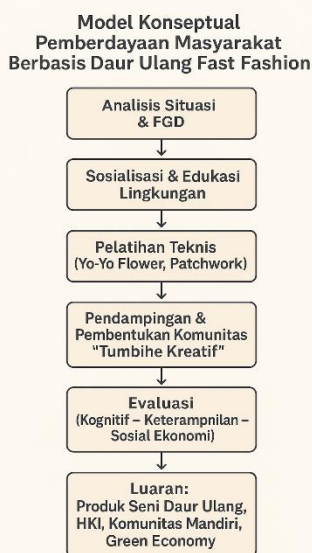 Model Konseptual
Pemberdayaan Masyarakat
Berbasis Daur Ulang Fast Fashion
Analisis Situasi
& FGD
Sosialisasi & Edukasi
Lingkungan
Pelatihan Teknis
(Yo-Yo Flower, Patchwork)
Pendampingan &
Pembentukan Komunitas
“Tumbihe Kreatif”
Evaluasi
(Kognitif – Keterampnilan –
Sosial Ekonomi)
Luaran:
Produk Seni Daur Ulang,
HKI, Komunitas Mandiri,
Green Economy